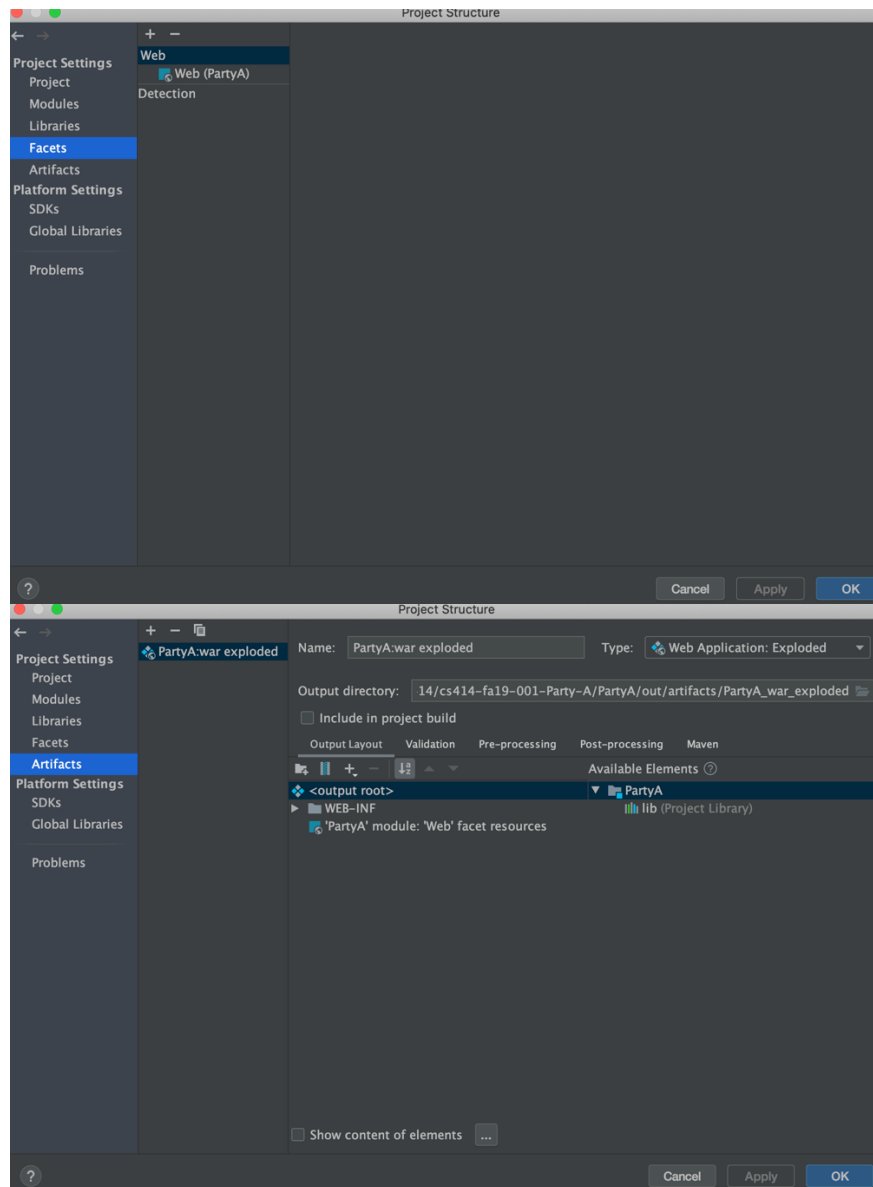 Project Structure
Project Settings
Project
Modules
Libraries
Facets
Artifacts
Platform Settings
SDKs
Global Libraries
Problems
Web
Web (PartyA)
Detection
?
Cancel
Apply
OK
Project Structure
Project Settings
Project
Modules
Libraries
Facets
Artifacts
Platform Settings
SDKs
Global Libraries
Problems
PartyA:war exploded
Name: PartyA:war exploded Type: Web Application: Exploded
Output directory: 14/cs414-fa19-001-Party-A/PartyA/out/artifacts/PartyA_war_exploded
Include in project build
Output Layout Validation Pre-processing Post-processing Maven
Available Elements ?
<output root>
WEB-INF
'PartyA' module: 'Web' facet resources
PartyA
lib (Project Library)
Show content of elements ...
?
Cancel
Apply
OK